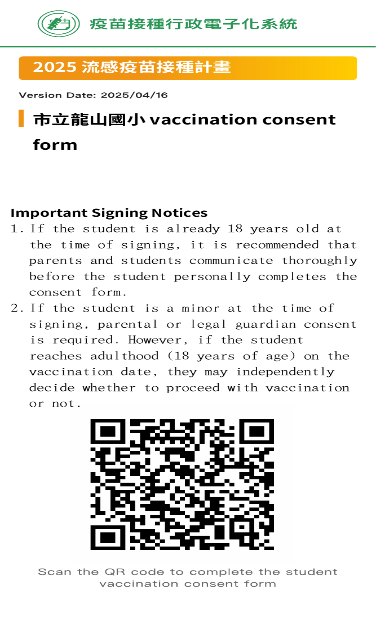 疫苗接種行政電子化系統
2025 流感疫苗接種計畫
Version Date: 2025/04/16
市立龍山國小 vaccination consent
form
Important Signing Notices
1. If the student is already 18 years old at
the time of signing, it is recommended that
parents and students communicate thoroughly
before the student personally completes the
consent form.
2. If the student is a minor at the time of
signing, parental or legal guardian consent
is required. However, if the student
reaches adulthood (18 years of age) on the
vaccination date, they may independently
decide whether to proceed with vaccination
or not.
Scan the QR code to complete the student
vaccination consent form